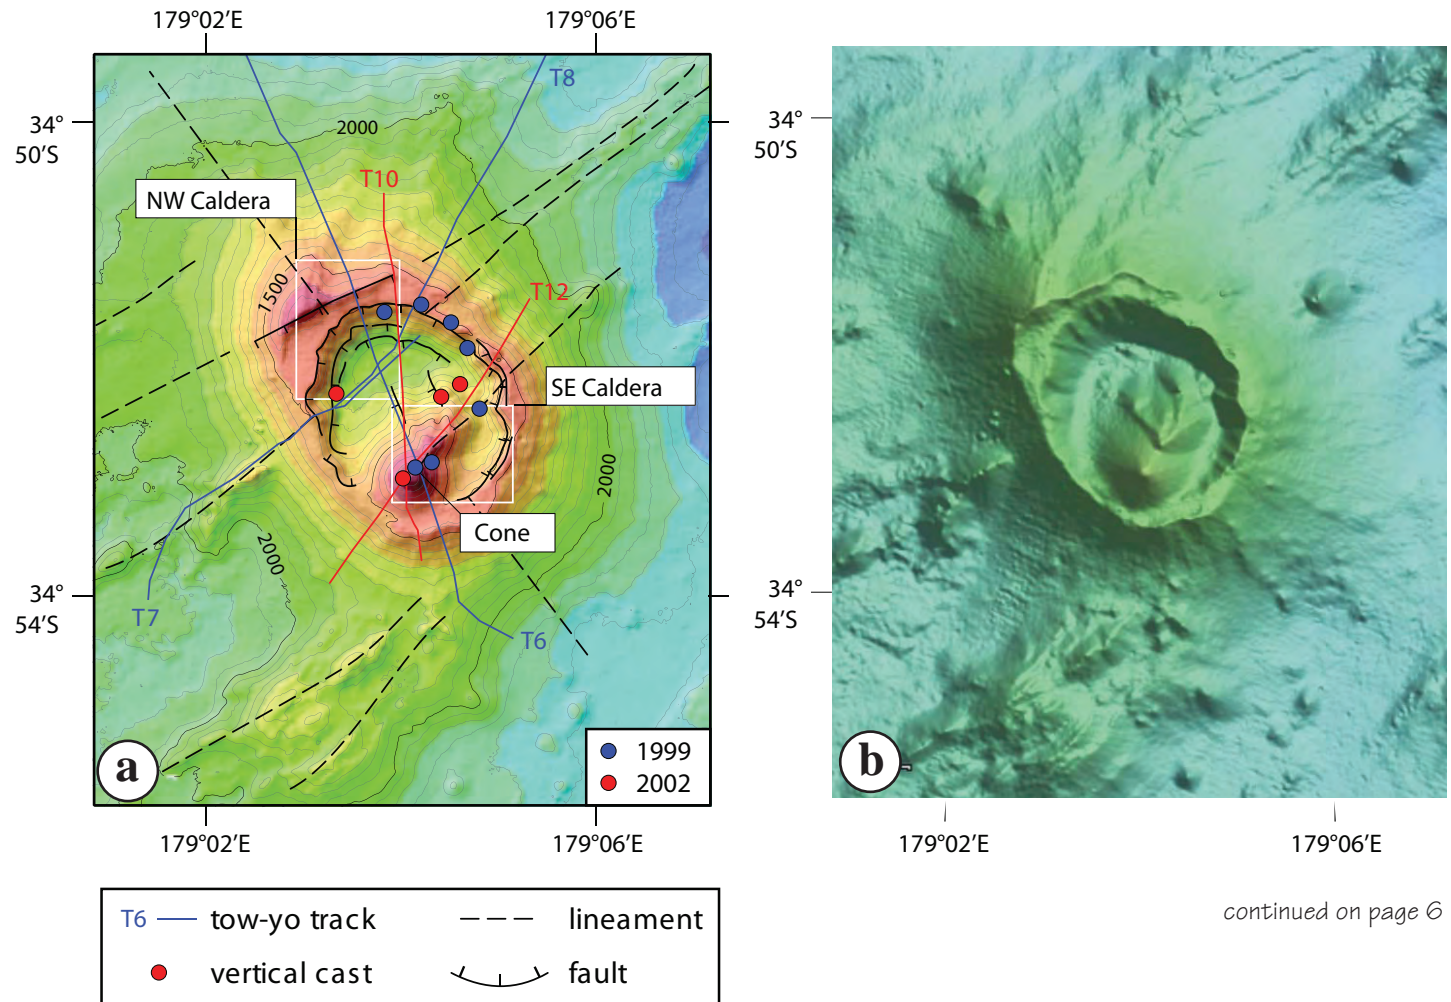 179°02'E
179°06'E
34°
50'S
T8
2000
T10
NW Caldera
1500
T12
SE Caldera
2000
Cone
2000
34°
54'S
T7
T6
a
1999
2002
179°02'E
179°06'E
34°
50'S
34°
54'S
b
179°02'E
179°06'E
T6 tow-yo track
lineament
vertical cast
fault
continued on page 6